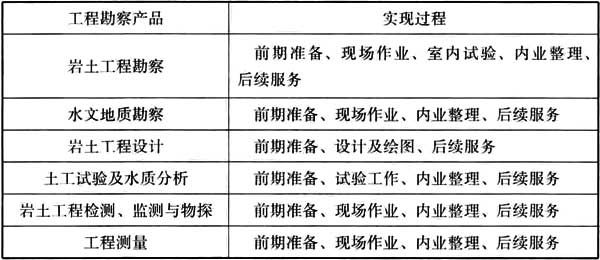 工程勘察产品 实现过程
岩土工程勘察 前期准备、现场作业、室内试验、内业整理、
后续服务
水文地质勘察 前期准备、现场作业、内业整理、后续服务
岩土工程设计 前期准备、设计及绘图、后续服务
土工试验及水质分析 前期准备、试验工作、内业整理、后续服务
岩土工程检测、监测与物探 前期准备、现场作业、内业整理、后续服务
工程测量 前期准备、现场作业、内业整理、后续服务